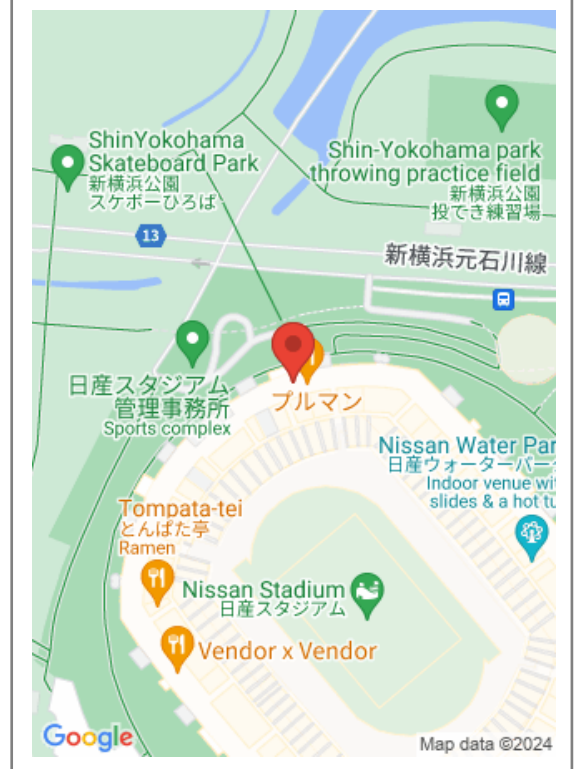 ShinYokohama
Skateboard Park
新横浜公園
スケボーひろば
Shin-Yokohama park
throwing practice field
新横浜公園
投てき練習場
13
新横浜元石川線
日産スタジアム
管理事務所
Sports complex
プルマン
Nissan Water Par
日産ウォーターパー
Indoor venue wit
slides & a hot tu
Tompata-tei
とんぱた亭
Ramen
Nissan Stadium
日産スタジアム
Vendor x Vendor
Google
Map data ©2024